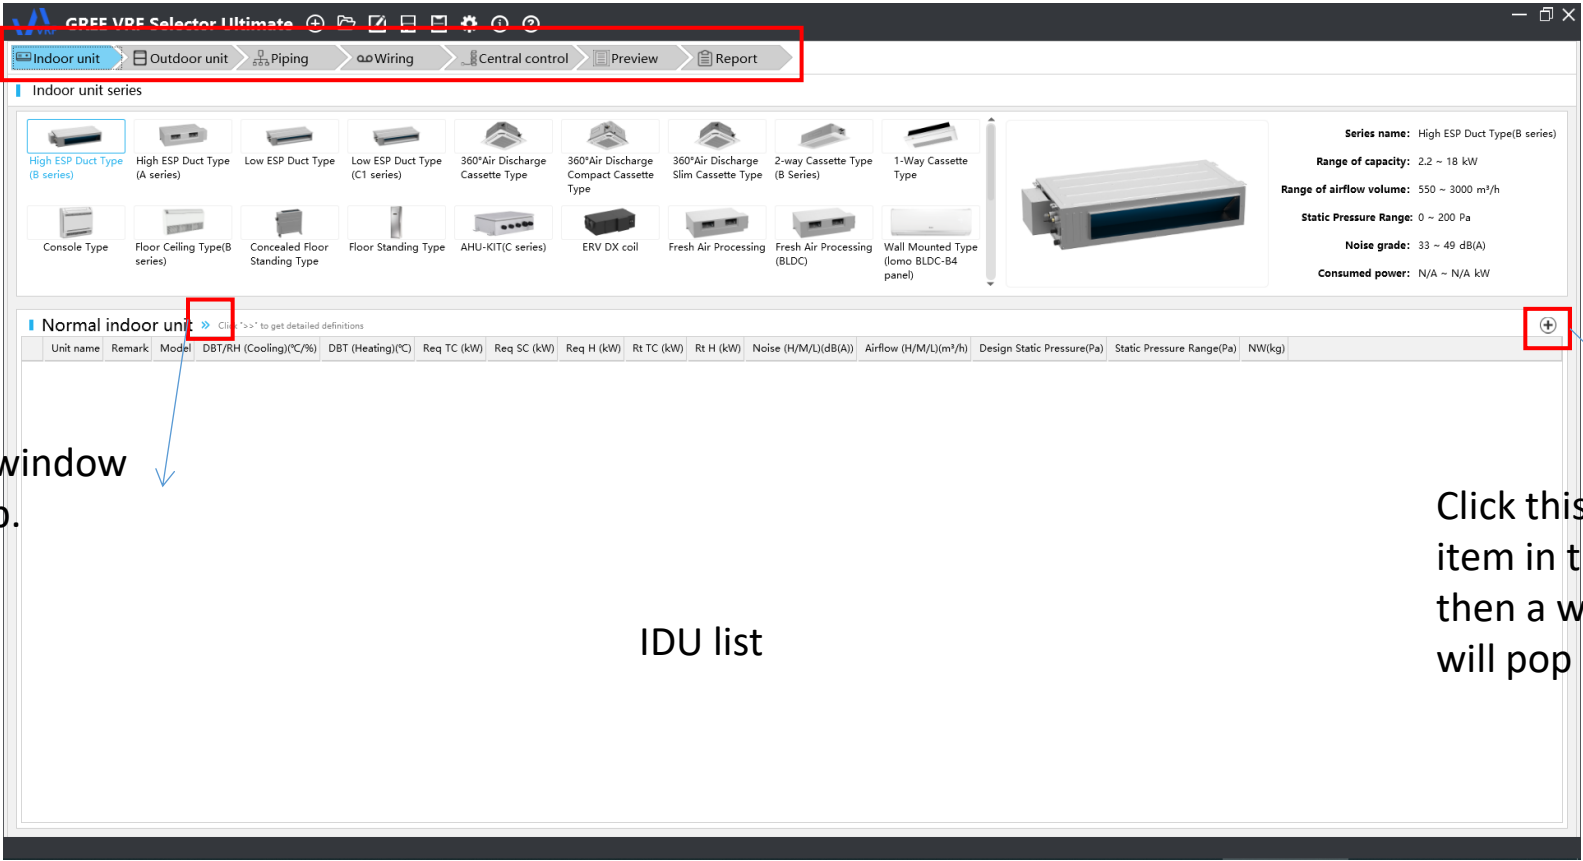 GREE VRF Selector Ultimate
Indoor unit Outdoor unit Piping Wiring Central control Preview Report
Indoor unit series
High ESP Duct Type
(B series)
High ESP Duct Type
(A series)
Low ESP Duct Type
Low ESP Duct Type
(C1 series)
360°Air Discharge
Cassette Type
360°Air Discharge
Compact Cassette
Type
360°Air Discharge
Slim Cassette Type
2-way Cassette Type
(B Series)
1-Way Cassette
Type
Console Type
Floor Ceiling Type(B
series)
Concealed Floor
Standing Type
Floor Standing Type
AHU-KIT(C series)
ERV DX coil
Fresh Air Processing
Fresh Air Processing
(BLDC)
Wall Mounted Type
(lomo BLDC-B4
panel)
Series name: High ESP Duct Type(B series)
Range of capacity: 2.2 ~ 18 kW
Range of airflow volume: 550 ~ 3000 m³/h
Static Pressure Range: 0 ~ 200 Pa
Noise grade: 33 ~ 49 dB(A)
Consumed power: N/A ~ N/A kW
Normal indoor unit » Click ">>" to get detailed definitions
Unit name Remark Model DBT/RH (Cooling)(℃/%) DBT (Heating)(℃) Req TC (kW) Req SC (kW) Req H (kW) Rt TC (kW) Rt H (kW) Noise (H/M/L)(dB(A)) Airflow (H/M/L)(m³/h) Design Static Pressure(Pa) Static Pressure Range(Pa) NW(kg)
window
IDU list
Click this
item in
then a
will pop